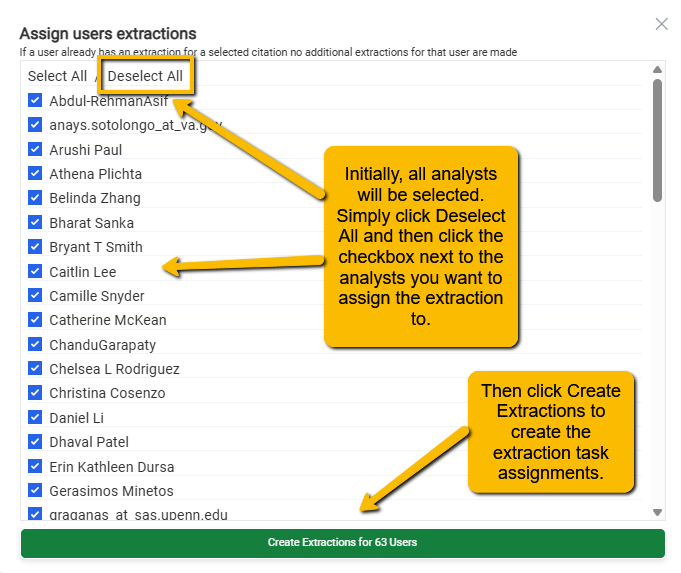 Assign users extractions
If a user already has an extraction for a selected citation no additional extractions for that user are made
Select All / Deselect All
Abdul-RehmanAsif
anays.sotolongo_at_va.gov
Arushi Paul
Athena Plichta
Belinda Zhang
Bharat Sanka
Bryant T Smith
Caitlin Lee
Camille Snyder
Catherine McKean
ChanduGarapaty
Chelsea L Rodriguez
Christina Cosenzo
Daniel Li
Dhaval Patel
Erin Kathleen Dursa
Gerasimos Minetos
graganas_at_sas.upenn.edu
Initially, all analysts
will be selected.
Simply click Deselect
All and then click the
checkbox next to the
analysts you want to
assign the extraction
to.
Then click Create
Extractions to
create the
extraction task
assignments.
Create Extractions for 63 Users